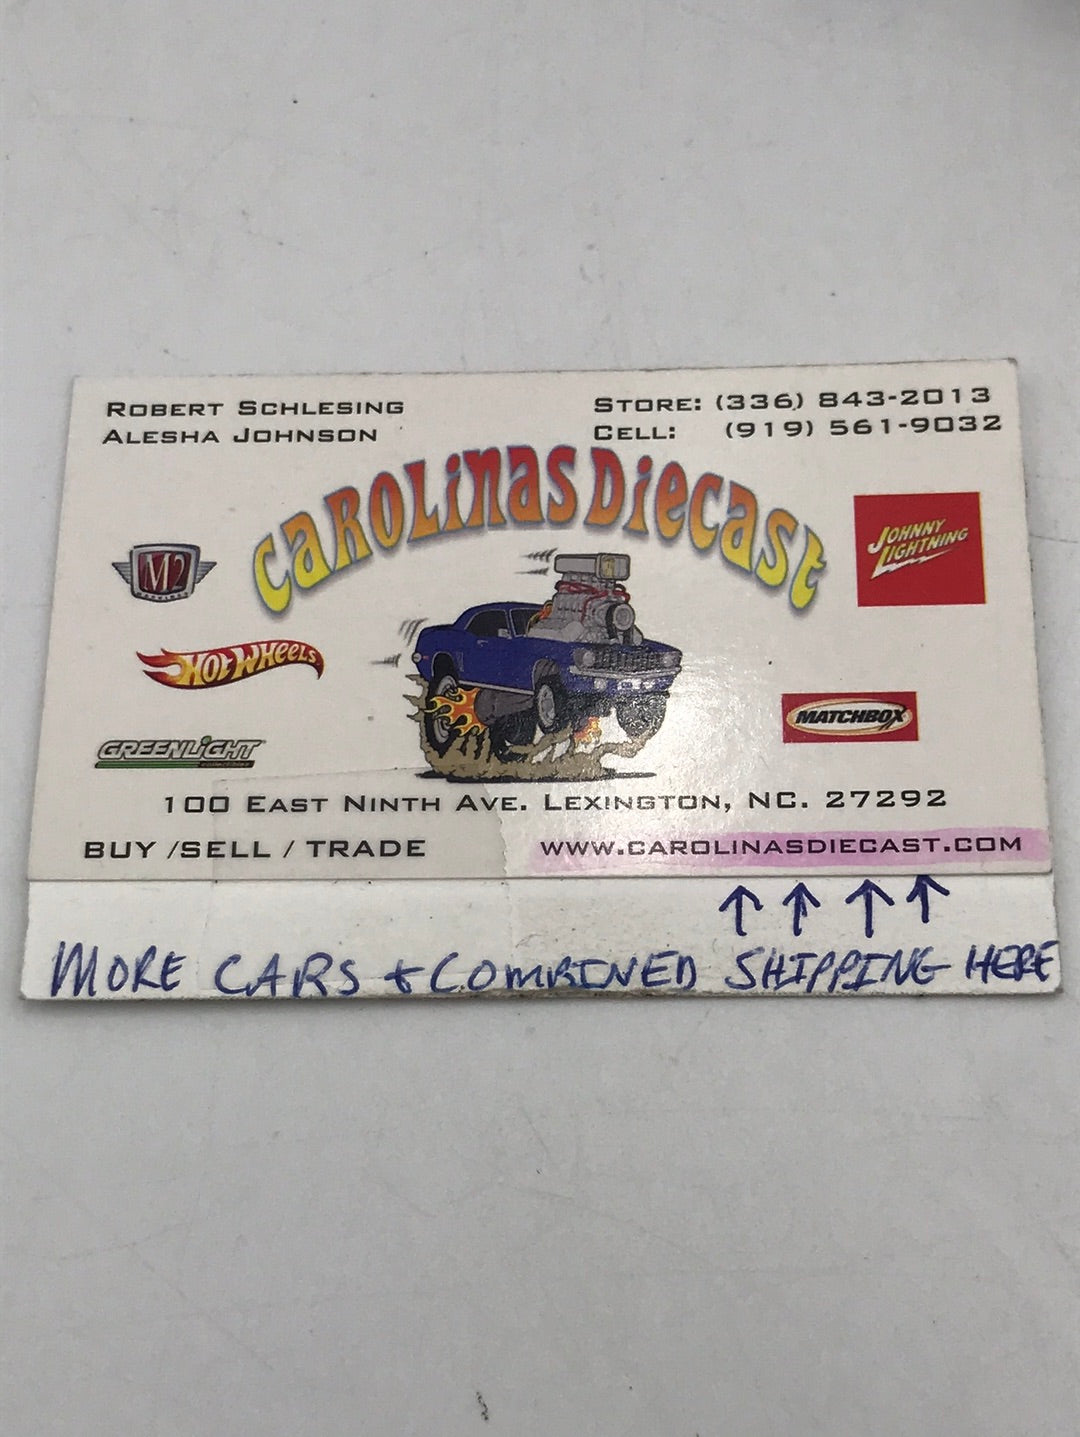 ROBERT SCHLESING
ALESHA JOHNSON
STORE: (336) 843-2013
CELL: (919) 561-9032
CAROLINAS DIECAST
M2
JOHNNY
LIGHTNING
HOT WHEELS
MATCHBOX
GREENLIGHT
100 EAST NINTH AVE. LEXINGTON, NC. 27292
BUY /SELL / TRADE
WWW.CAROLINASDIECAST.COM
MORE CARS + COMBINED SHIPPING HERE